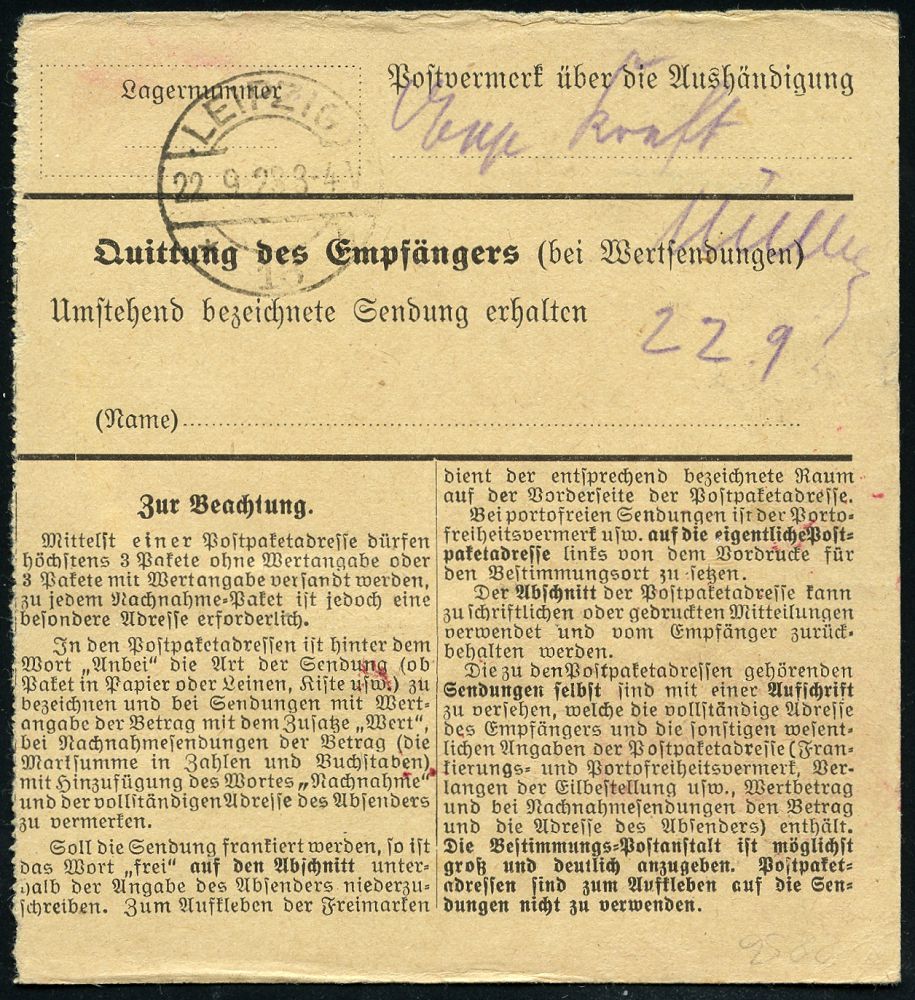 Lagernummer
Postvermerk über die Aushändigung
LEIPZIG
Kraft
22.9.23 3-4
13
Müller
Quittung des Empfängers (bei Wertsendungen)
Umstehend bezeichnete Sendung erhalten
22.9
(Name)
Zur Beachtung.
Mittelst einer Postpaketadresse dürfen
höchstens 3 Pakete ohne Wertangabe oder
3 Pakete mit Wertangabe versandt werden,
zu jedem Nachnahme-Paket ist jedoch eine
besondere Adresse erforderlich.
In den Postpaketadressen ist hinter dem
Wort „Anbei“ die Art der Sendung (ob
Paket in Papier oder Leinen, Kiste usw.) zu
bezeichnen und bei Sendungen mit Wert-
angabe der Betrag mit dem Zusatze „Wert“,
bei Nachnahmesendungen der Betrag (die
Marksumme in Zahlen und Buchstaben)
mit Hinzufügung des Wortes „Nachnahme“
und der vollständigen Adresse des Absenders
zu vermerken.
Soll die Sendung frankiert werden, so ist
das Wort „frei“ auf den Abschnitt unter-
halb der Angabe des Absenders niederzu-
schreiben. Zum Aufkleben der Freimarken
dient der entsprechend bezeichnete Raum
auf der Vorderseite der Postpaketadresse.
Bei portofreien Sendungen ist der Porto-
freiheitsvermerk usw. auf die eigentliche Post-
paketadresse links von dem Vordrucke für
den Bestimmungsort zu setzen.
Der Abschnitt der Postpaketadresse kann
zu schriftlichen oder gedruckten Mitteilungen
verwendet und vom Empfänger zurück-
behalten werden.
Die zu den Postpaketadressen gehörenden
Sendungen selbst sind mit einer Aufschrift
zu versehen, welche die vollständige Adresse
des Empfängers und die sonstigen wesent-
lichen Angaben der Postpaketadresse (Fran-
kierungs- und Portofreiheitsvermerk, Ver-
langen der Eilbestellung usw., Wertbetrag
und bei Nachnahmesendungen den Betrag
und die Adresse des Absenders) enthält.
Die Bestimmungs-Postanstalt ist möglichst
groß und deutlich anzugeben. Postpaket-
adressen sind zum Aufkleben auf die Sen-
dungen nicht zu verwenden.